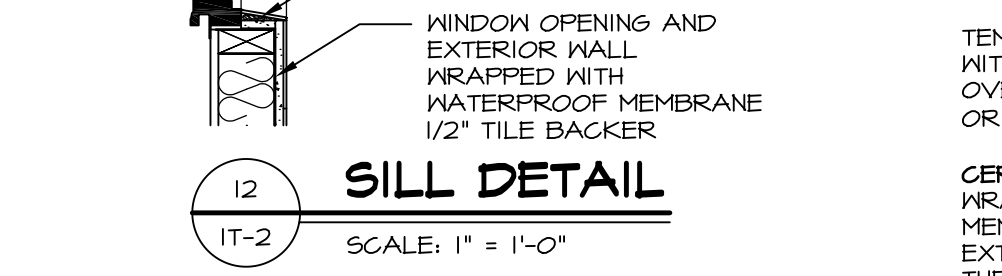 WINDOW OPENING AND
EXTERIOR WALL
WRAPPED WITH
WATERPROOF MEMBRANE
1/2" TILE BACKER
12
IT-2
SILL DETAIL
SCALE: 1" = 1'-0"
OR